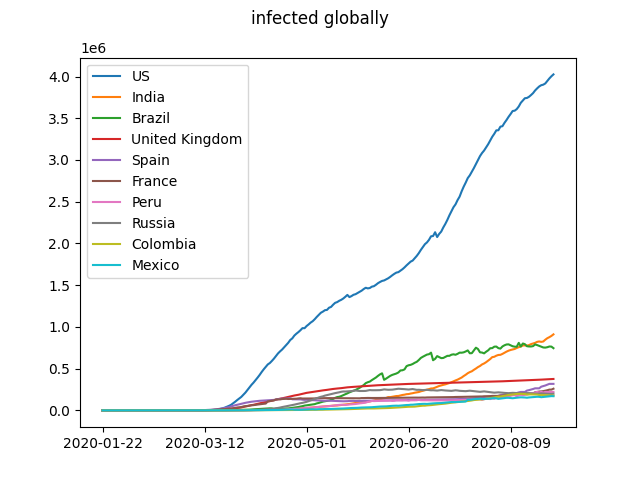 infected globally
1e6
4.0
3.5
3.0
2.5
2.0
1.5
1.0
0.5
0.0
US
India
Brazil
United Kingdom
Spain
France
Peru
Russia
Colombia
Mexico
2020-01-22 2020-03-12 2020-05-01 2020-06-20 2020-08-09